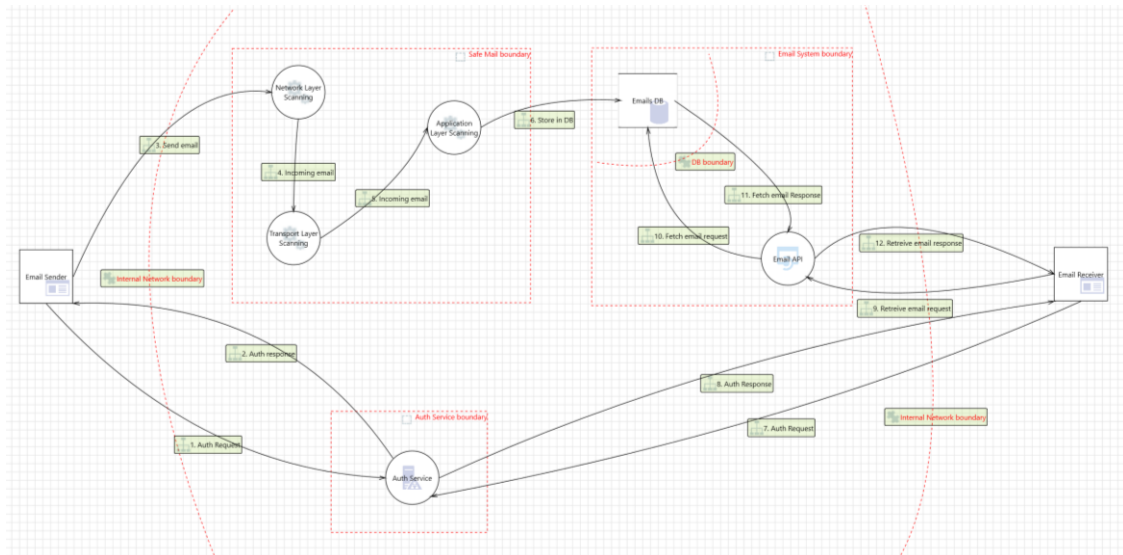 Safe Mail boundary
Email System boundary
Network Layer
Scanning
Emails DB
Application
Layer Scanning
6. Store in DB
3. Send email
DB boundary
4. Incoming email
5. Incoming email
11. Fetch email Response
Transport Layer
Scanning
10. Fetch email request
12. Retreive email response
Email API
Email Sender
Internal Network boundary
Email Receiver
9. Retreive email request
2. Auth response
8. Auth Response
Auth Service boundary
Internal Network boundary
7. Auth Request
1. Auth Request
Auth Service